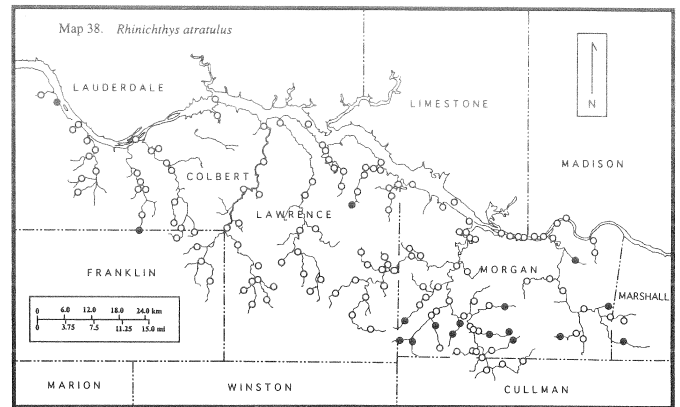 Map 38. Rhinichthys atratulus
LAUDERDALE
LIMESTONE
N
MADISON
COLBERT
LAWRENCE
FRANKLIN
MORGAN
MARSHALL
0 6.0 12.0 18.0 24.0 km
0 3.75 7.5 11.25 15.0 mi
MARION
WINSTON
CULLMAN